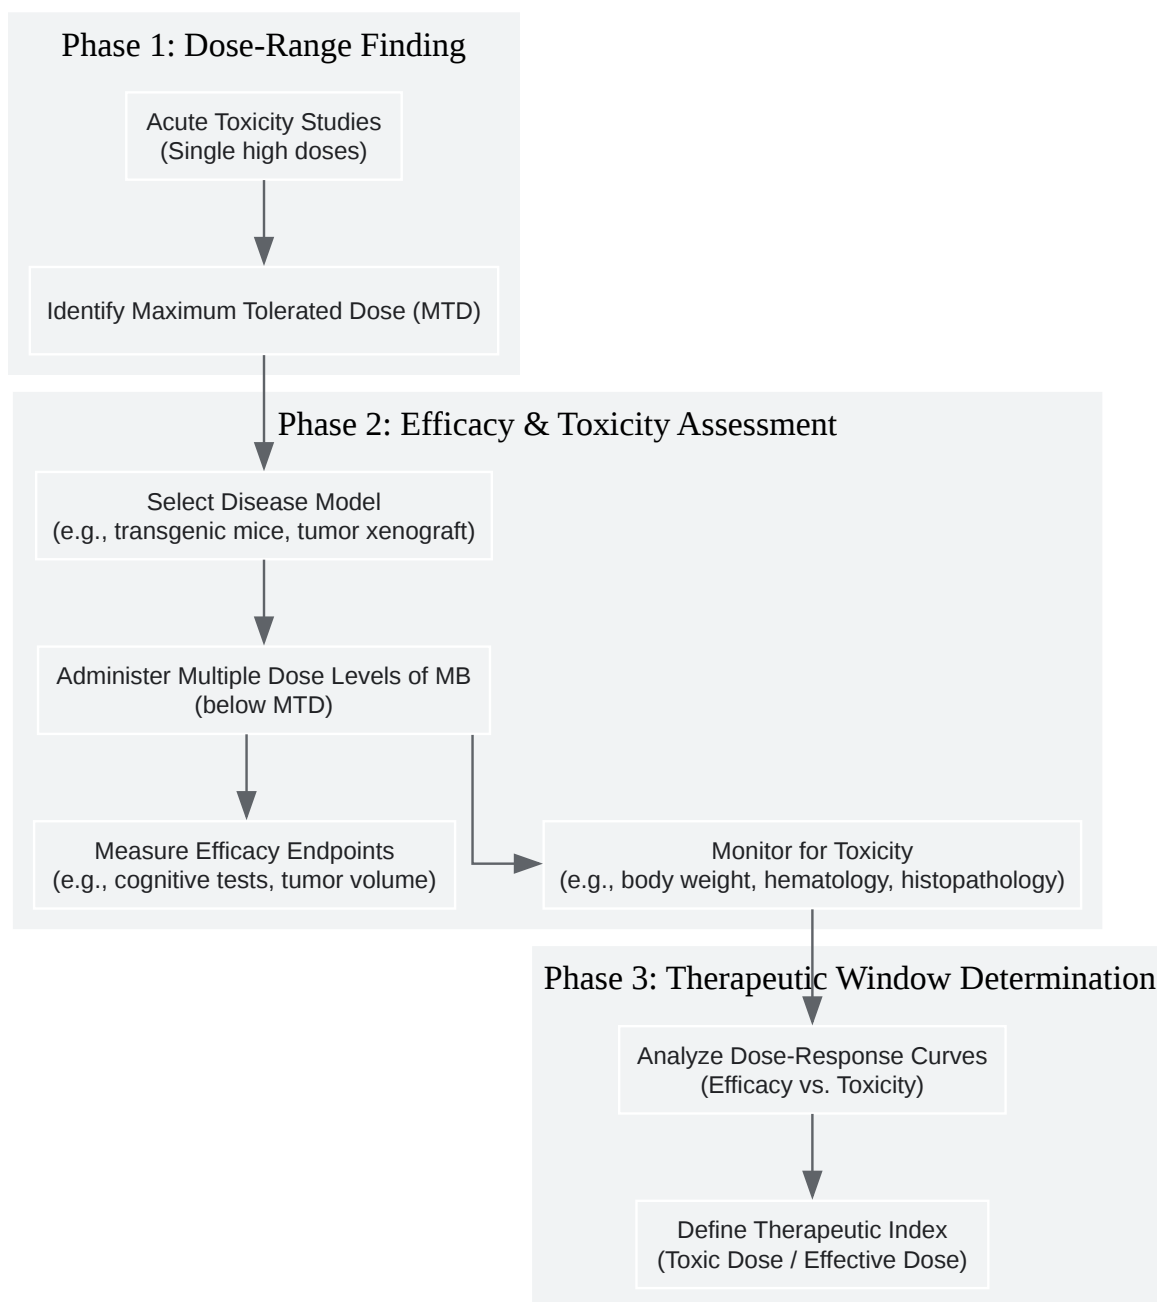 Phase 1: Dose-Range Finding
Acute Toxicity Studies
(Single high doses)
Identify Maximum Tolerated Dose (MTD)
Phase 2: Efficacy & Toxicity Assessment
Select Disease Model
(e.g., transgenic mice, tumor xenograft)
Administer Multiple Dose Levels of MB
(below MTD)
Measure Efficacy Endpoints
(e.g., cognitive tests, tumor volume)
Monitor for Toxicity
(e.g., body weight, hematology, histopathology)
Phase 3: Therapeutic Window Determination
Analyze Dose-Response Curves
(Efficacy vs. Toxicity)
Define Therapeutic Index
(Toxic Dose / Effective Dose)